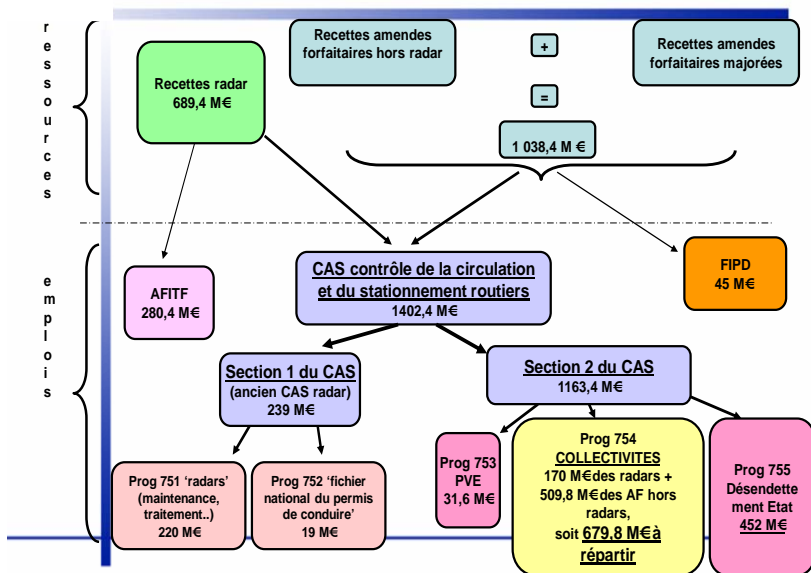 ressources
Recettes amendes
forfaitaires hors radar
+
Recettes amendes
forfaitaires majorées
Recettes radar
689,4 M€
=
1 038,4 M €
emplois
AFITF
280,4 M€
CAS contrôle de la circulation
et du stationnement routiers
1402,4 M€
FIPD
45 M€
Section 1 du CAS
(ancien CAS radar)
239 M€
Section 2 du CAS
1163,4 M€
Prog 751 ‘radars’
(maintenance,
traitement..)
220 M€
Prog 752 ‘fichier
national du permis
de conduire’
19 M€
Prog 753
PVE
31,6 M€
Prog 754
COLLECTIVITES
170 M€ des radars +
509,8 M€ des AF hors
radars,
soit 679,8 M€ à
répartir
Prog 755
Désendette
ment Etat
452 M€